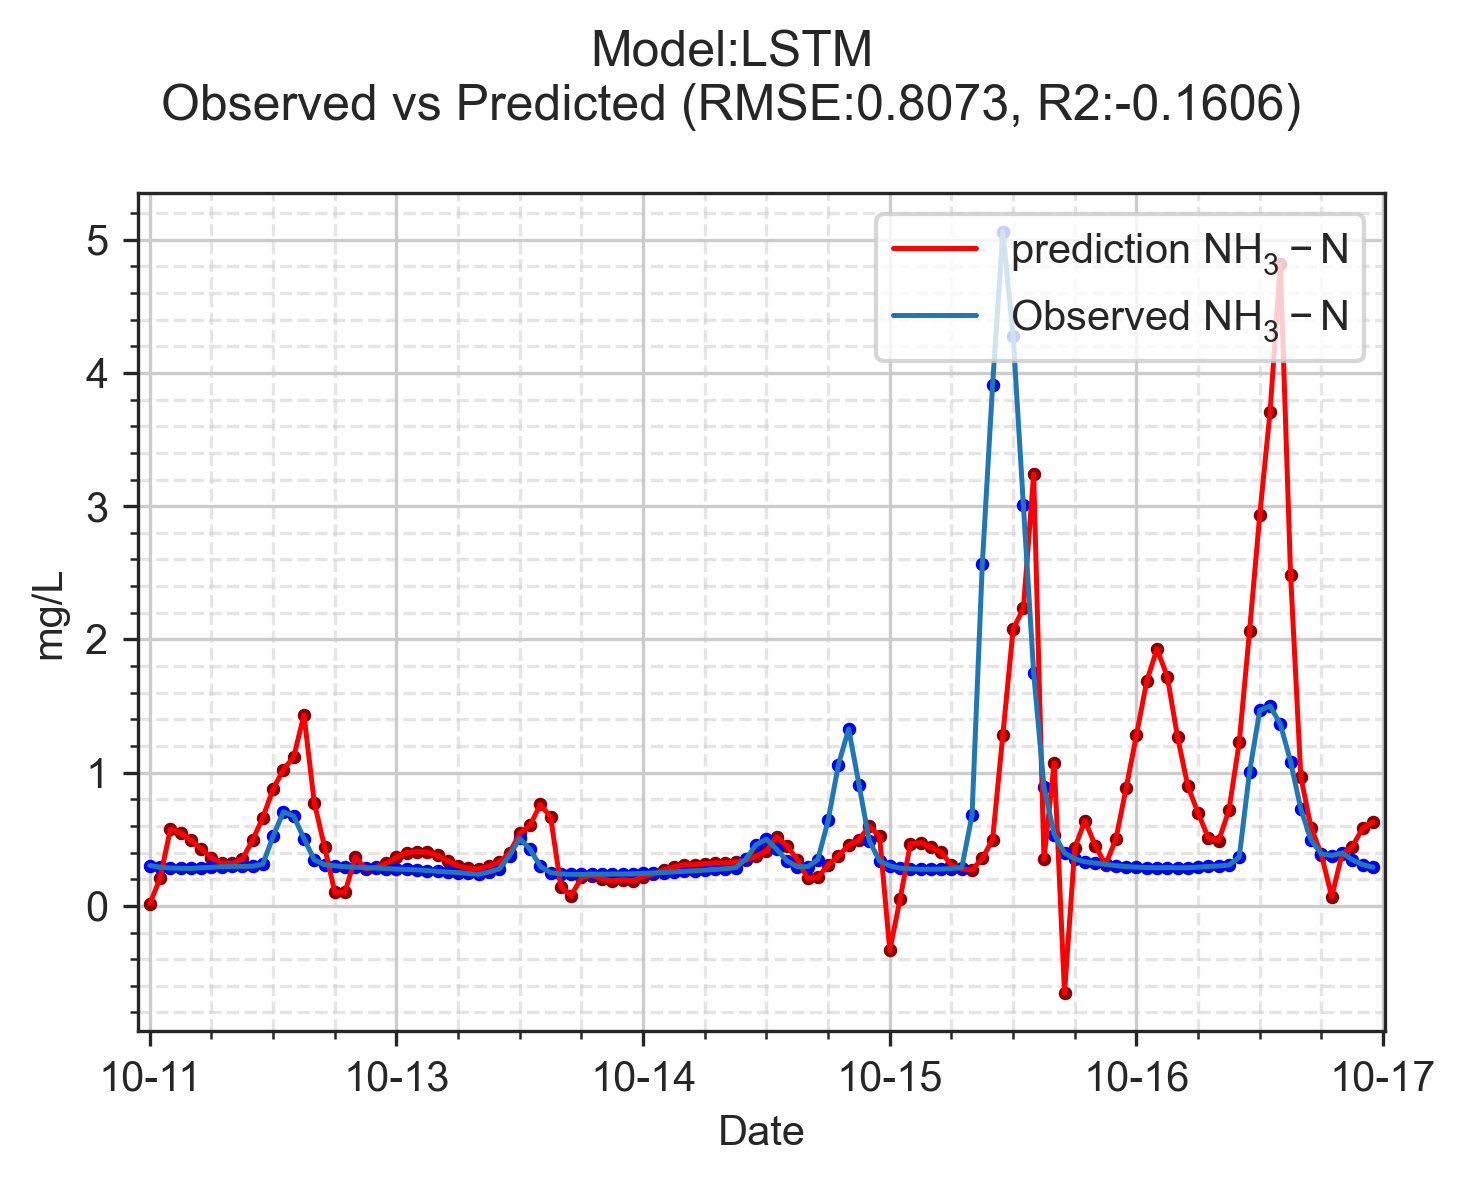 Model:LSTM
Observed vs Predicted (RMSE:0.8073, R2:-0.1606)
prediction NH₃ − N
Observed NH₃ − N
mg/L
5
4
3
2
1
0
10-11 10-13 10-14 10-15 10-16 10-17
Date